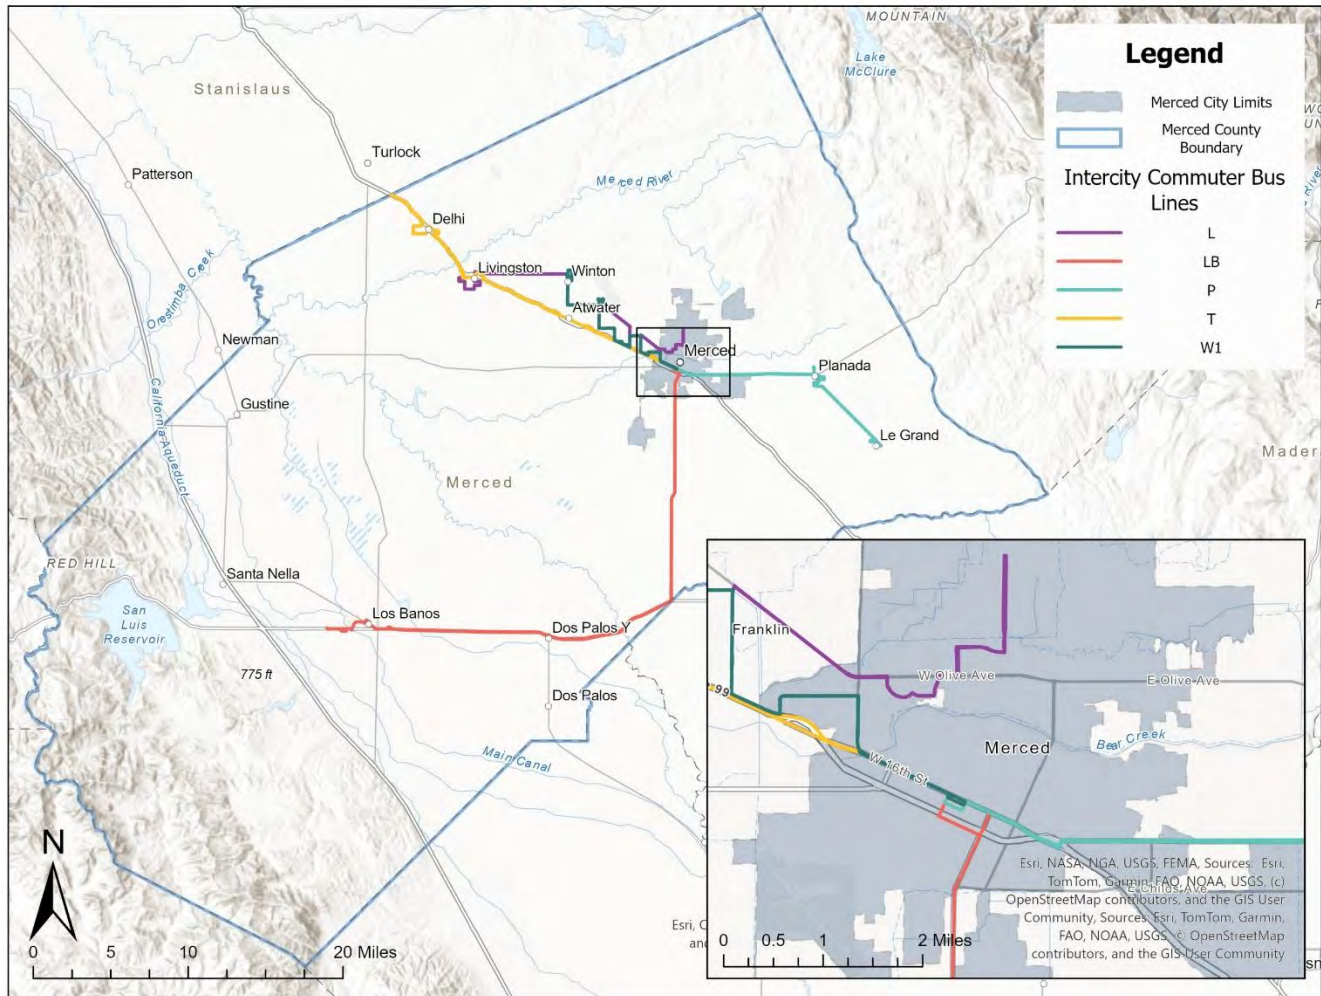 MOUNTAIN
Lake
McClure
Stanislaus
Turlock
Patterson
Merced River
Delhi
Livingston
Winton
Atwater
Orestimba Creek
Newman
Merced
Planada
California Aqueduct
Gustine
Le Grand
Merced
Mader
RED HILL
Santa Nella
San
Luis
Reservoir
Los Banos
Dos Palos Y
775 ft
Dos Palos
Main Canal
N
0 5 10 20 Miles
Legend
Merced City Limits
Merced County
Boundary
Intercity Commuter Bus
Lines
L
LB
P
T
W1
Franklin
W Olive Ave
E Olive Ave
99
Merced
Bear Creek
W 16th St
E Childs Ave
Esri, NASA, NGA, USGS, FEMA, Sources: Esri,
TomTom, Garmin, FAO, NOAA, USGS, (c)
OpenStreetMap contributors, and the GIS User
Community, Sources: Esri, TomTom, Garmin,
FAO, NOAA, USGS, © OpenStreetMap
contributors, and the GIS User Community
0 0.5 1 2 Miles
Esri, C
and